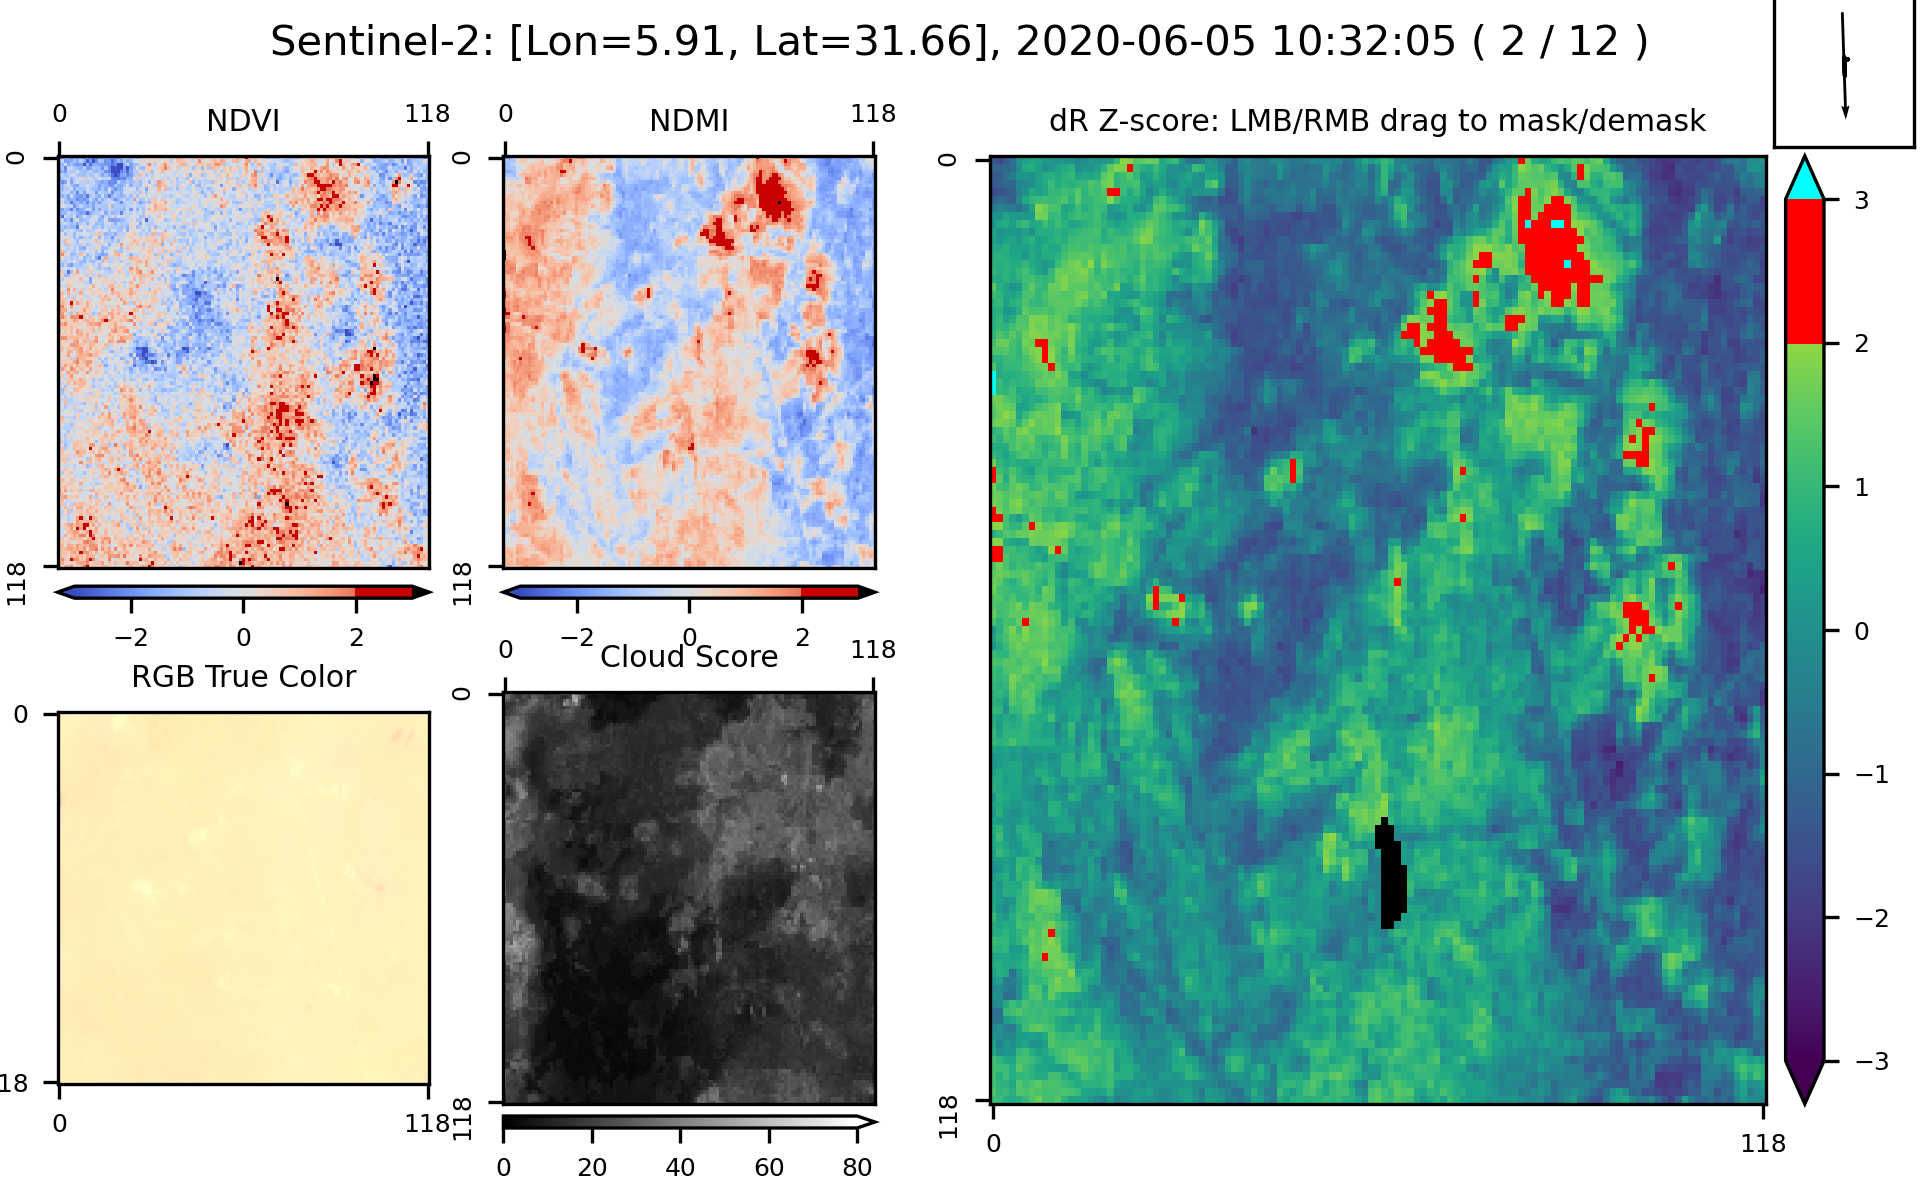 Sentinel-2: [Lon=5.91, Lat=31.66], 2020-06-05 10:32:05 ( 2 / 12 )
0 118
NDVI
0
118
−2 0 2
0 118
NDMI
0
118
−2 0 2
dR Z-score: LMB/RMB drag to mask/demask
0
118
0 118
3
2
1
0
−1
−2
−3
RGB True Color
0
18
0 118
0 118
Cloud Score
0
118
0 20 40 60 80